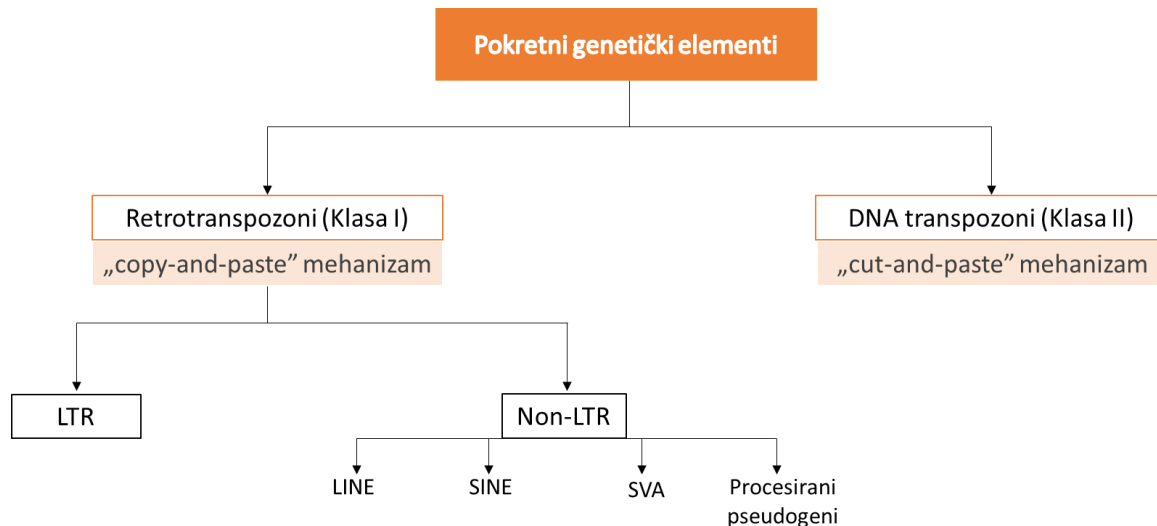 Pokretni genetički elementi
Retrotranspozoni (Klasa I)
„copy-and-paste” mehanizam
DNA transpozoni (Klasa II)
„cut-and-paste” mehanizam
LTR
Non-LTR
LINE
SINE
SVA
Procesirani
pseudogeni